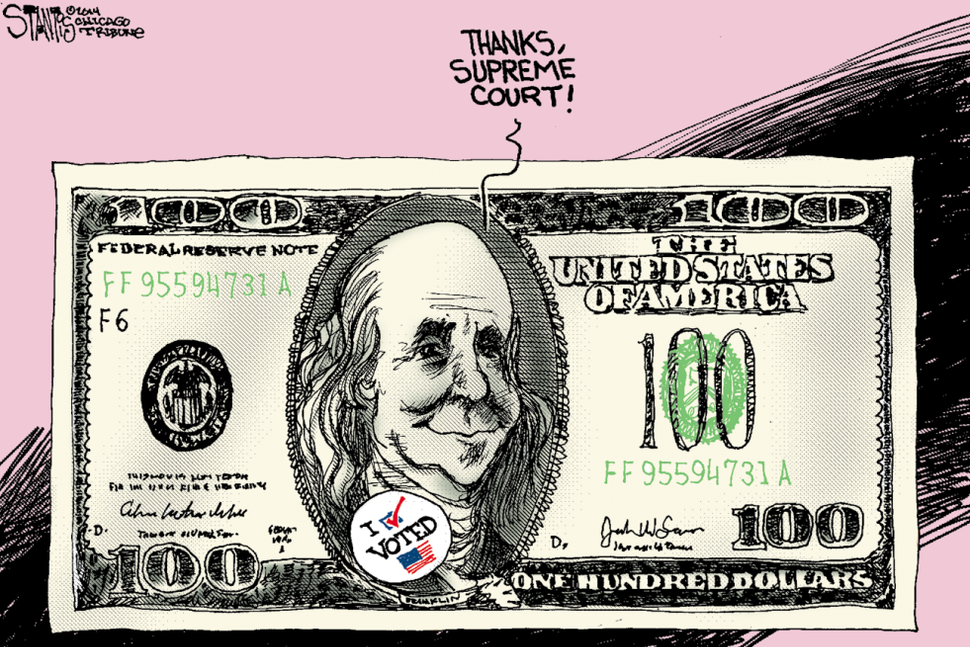 STANTIS
©2014
CHICAGO
TRIBUNE
THANKS,
SUPREME
COURT!
100
100
FEDERAL RESERVE NOTE
FF 95594731 A
F6
THE
UNITED STATES
OF AMERICA
100
FF 95594731 A
D.
D.
I
VOTED
100
100
FRANKLIN
ONE HUNDRED DOLLARS